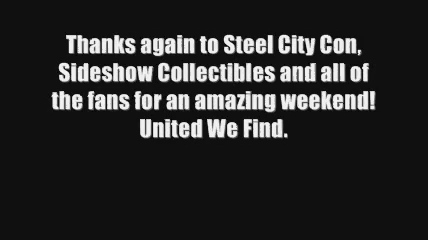 Thanks again to Steel City Con,
Sideshow Collectibles and all of
the fans for an amazing weekend!
United We Find.